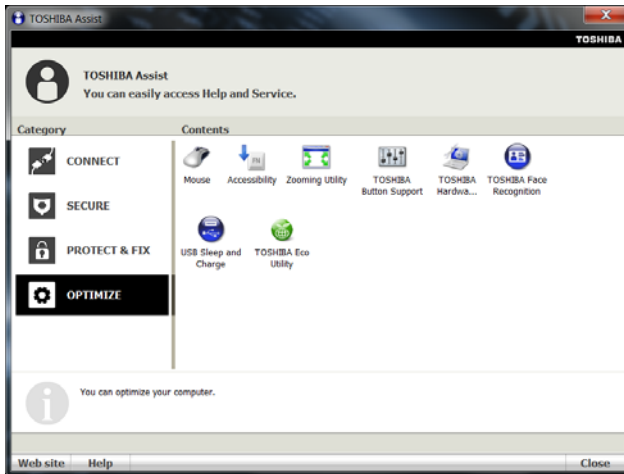 TOSHIBA Assist
TOSHIBA
TOSHIBA Assist
You can easily access Help and Service.
Category
Contents
CONNECT
SECURE
PROTECT & FIX
OPTIMIZE
Mouse
Accessibility
Zooming Utility
TOSHIBA
Button Support
TOSHIBA
Hardwa...
TOSHIBA Face
Recognition
USB Sleep and
Charge
TOSHIBA Eco
Utility
You can optimize your computer.
Web site
Help
Close